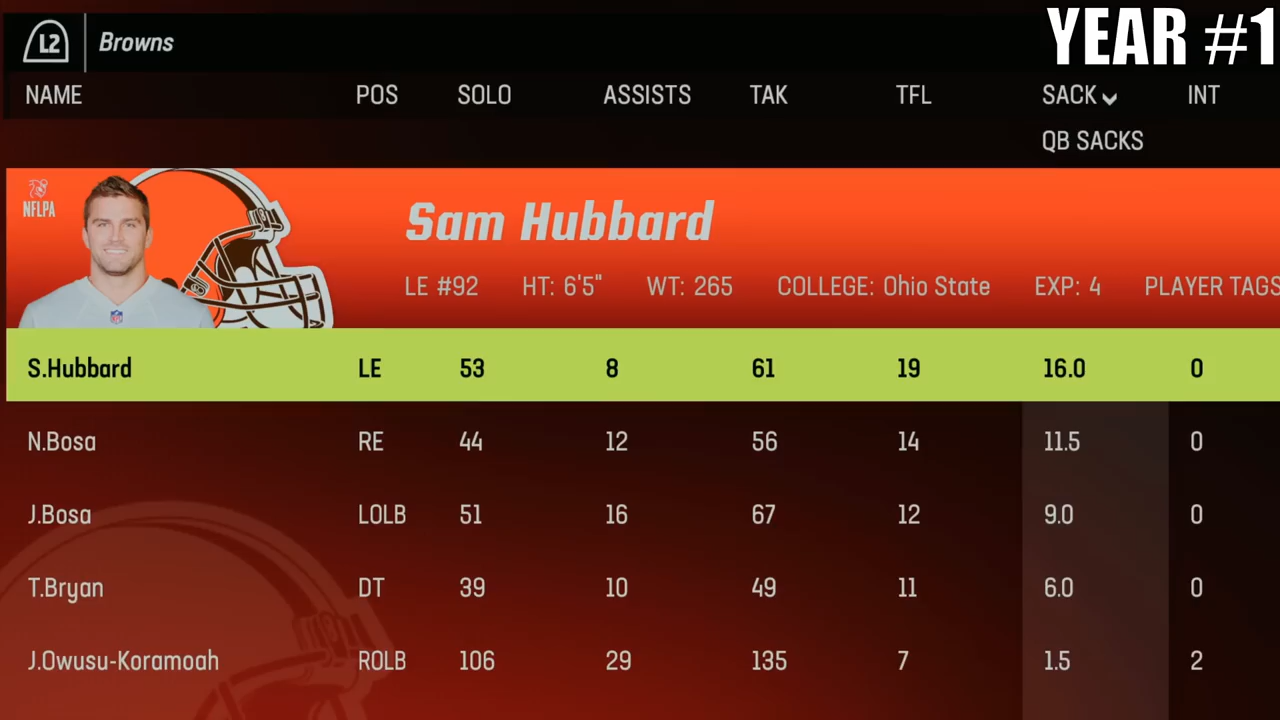 YEAR #1
L2 Browns
NAME POS SOLO ASSISTS TAK TFL SACK INT
QB SACKS
NFLPA
Sam Hubbard
LE #92 HT: 6'5" WT: 265 COLLEGE: Ohio State EXP: 4 PLAYER TAGS
S.Hubbard LE 53 8 61 19 16.0 0
N.Bosa RE 44 12 56 14 11.5 0
J.Bosa LOLB 51 16 67 12 9.0 0
T.Bryan DT 39 10 49 11 6.0 0
J.Owusu-Koramoah ROLB 106 29 135 7 1.5 2